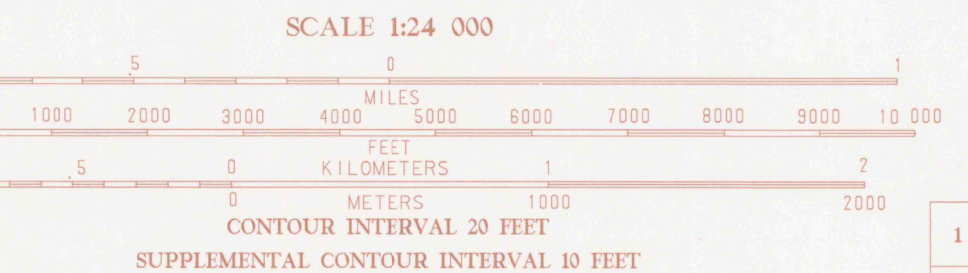 SCALE 1:24 000
.5 0 1
MILES
1000 2000 3000 4000 5000 6000 7000 8000 9000 10 000
FEET
.5 0 KILOMETERS 1 2
0 METERS 1000 2000
CONTOUR INTERVAL 20 FEET
SUPPLEMENTAL CONTOUR INTERVAL 10 FEET
1